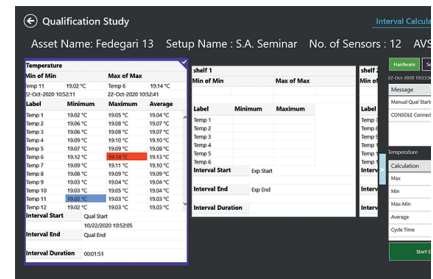 Qualification Study
Interval Calcula
Asset Name: Fedegari 13 Setup Name : S.A. Seminar No. of Sensors : 12 AVS
Temperature
Min of Min Max of Max
Temp 11 19.02 °C Temp 6 19.14 °C
22-Oct-2020 10:52:11 22-Oct-2020 10:52:41
Label Minimum Maximum Average
Temp 1 19.02 °C 19.05 °C 19.04 °C
Temp 2 19.06 °C 19.08 °C 19.07 °C
Temp 3 19.06 °C 19.08 °C 19.07 °C
Temp 4 19.09 °C 19.10 °C 19.10 °C
Temp 5 19.07 °C 19.09 °C 19.08 °C
Temp 6 19.12 °C 19.14 °C 19.13 °C
Temp 7 19.09 °C 19.11 °C 19.10 °C
Temp 8 19.08 °C 19.09 °C 19.09 °C
Temp 9 19.03 °C 19.04 °C 19.04 °C
Temp 10 19.03 °C 19.05 °C 19.04 °C
Temp 11 19.02 °C 19.03 °C 19.03 °C
Temp 12 19.02 °C 19.03 °C 19.03 °C
Interval Start Qual Start
10/22/2020 10:52:05
Interval End Qual End
Interval Duration 00:01:51
shelf 1
Min of Min Max of Max
Label Minimum Maximum
Temp 1
Temp 2
Temp 3
Temp 4
Temp 5
Temp 6
Interval Start Exp Start
Interval End Exp End
Interval Duration
shelf
Min of
Label
Temp
Temp
Temp
Temp
Temp
Temp
Interv
Interv
Interv
Hardware
Message
Manual Qual Starte
CONSOLE Connect
Temperature
Calculation
Max
Min
Max-Min
Average
Cycle Time
Start E